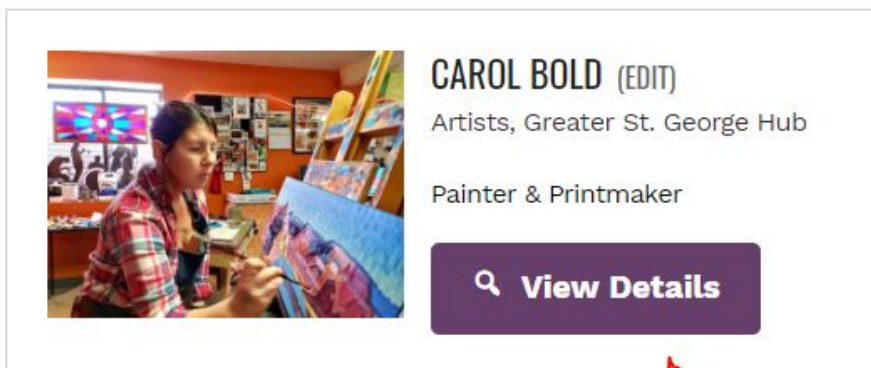 CAROL BOLD (EDIT)
Artists, Greater St. George Hub
Painter & Printmaker
View Details